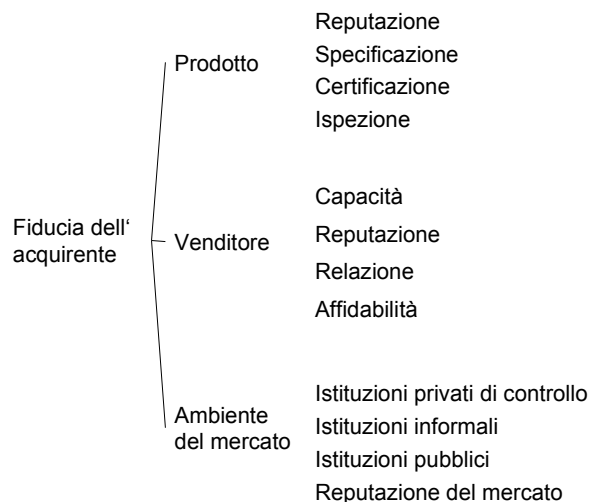 Fiducia dell‘
acquirente
Prodotto
Reputazione
Specificazione
Certificazione
Ispezione
Venditore
Capacità
Reputazione
Relazione
Affidabilità
Ambiente
del mercato
Istituzioni privati di controllo
Istituzioni informali
Istituzioni pubblici
Reputazione del mercato